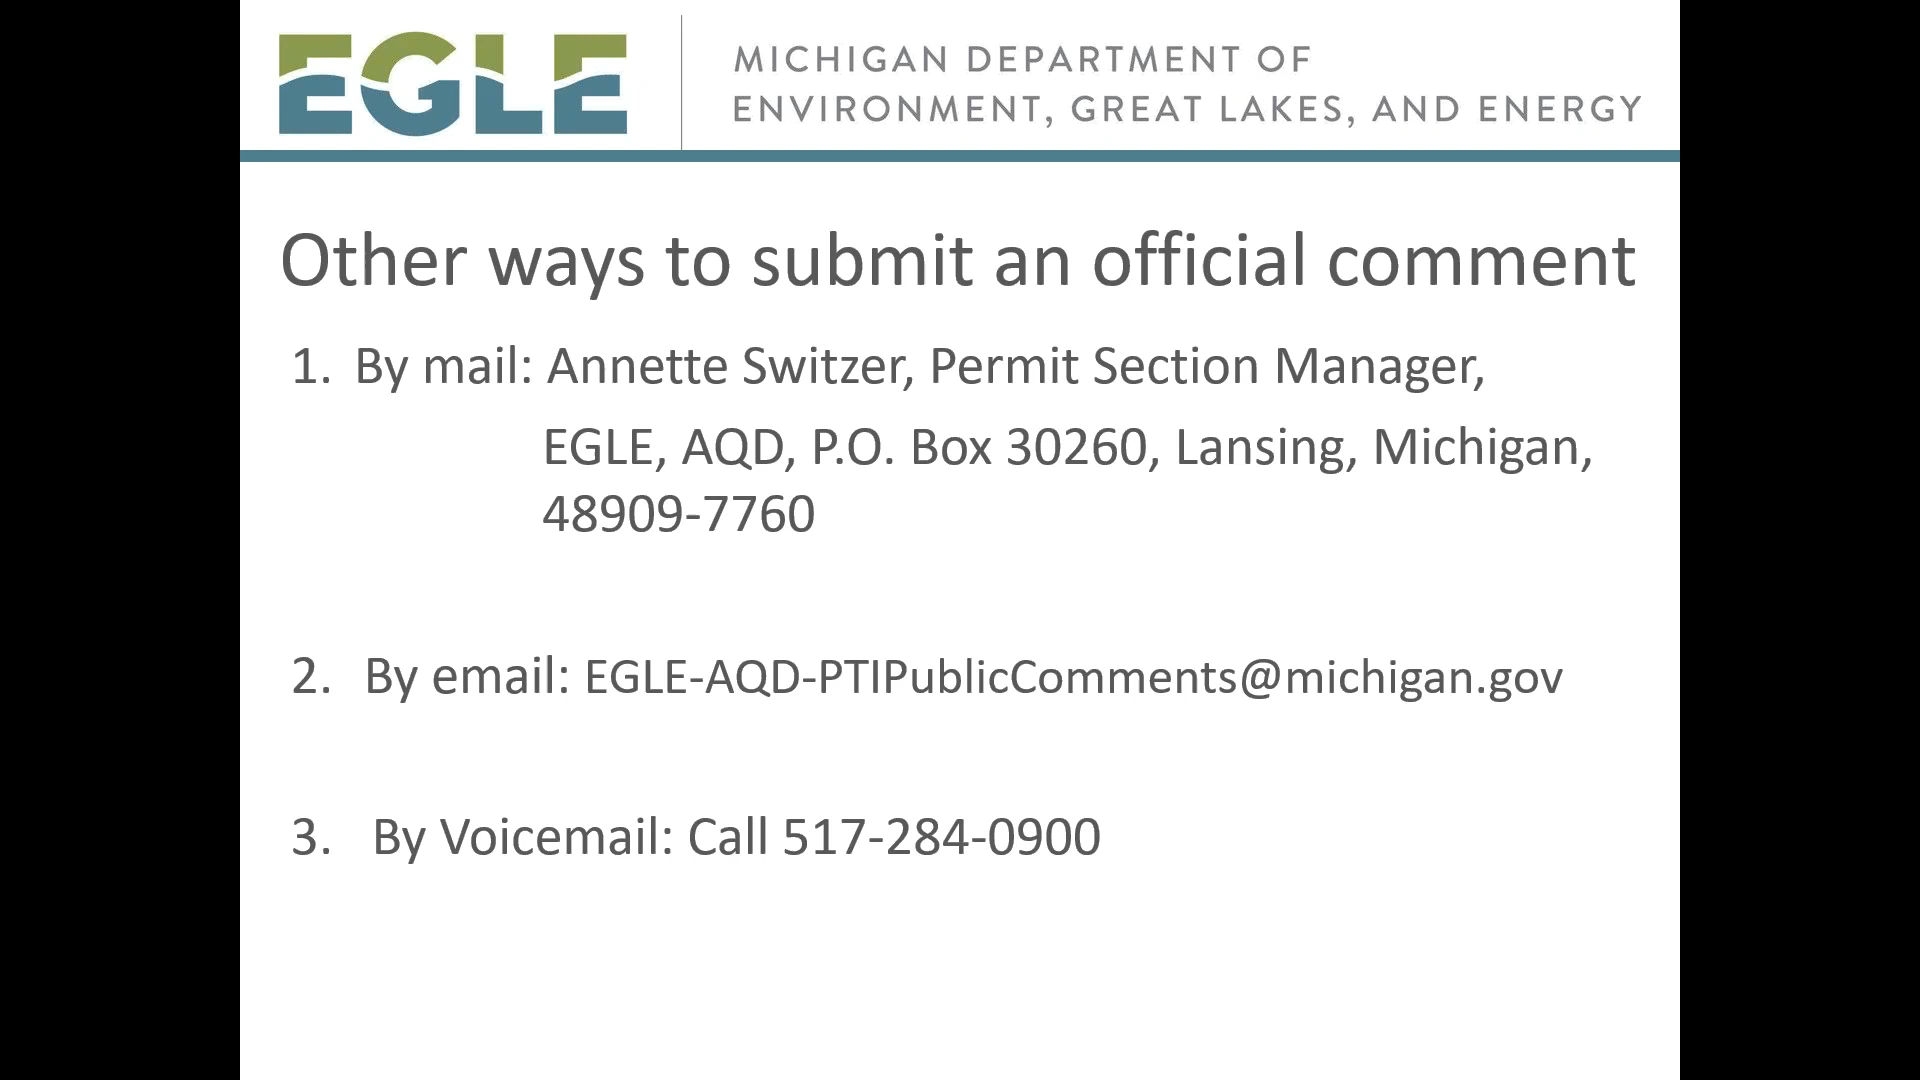 EGLE
MICHIGAN DEPARTMENT OF
ENVIRONMENT, GREAT LAKES, AND ENERGY
Other ways to submit an official comment
1. By mail: Annette Switzer, Permit Section Manager,
EGLE, AQD, P.O. Box 30260, Lansing, Michigan,
48909-7760
2. By email: EGLE-AQD-PTIPublicComments@michigan.gov
3. By Voicemail: Call 517-284-0900